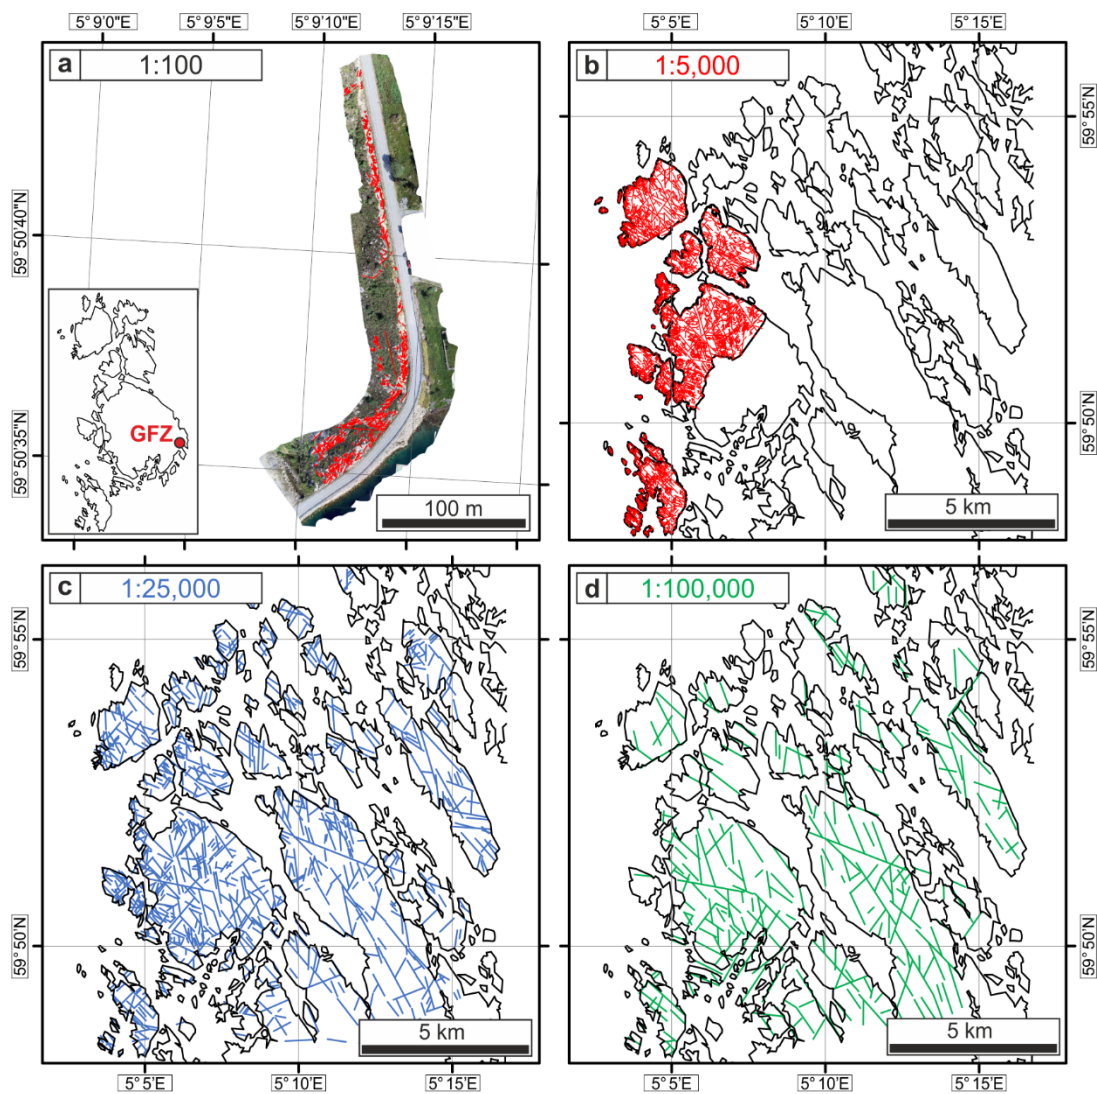 5° 9'0"E
5° 9'5"E
5° 9'10"E
5° 9'15"E
5° 5'E
5° 10'E
5° 15'E
a
1:100
b
1:5,000
59° 55'N
59° 50'40"N
GFZ
59° 50'35"N
59° 50'N
100 m
5 km
c
1:25,000
d
1:100,000
59° 55'N
59° 55'N
59° 50'N
59° 50'N
5 km
5 km
5° 5'E
5° 10'E
5° 15'E
5° 5'E
5° 10'E
5° 15'E